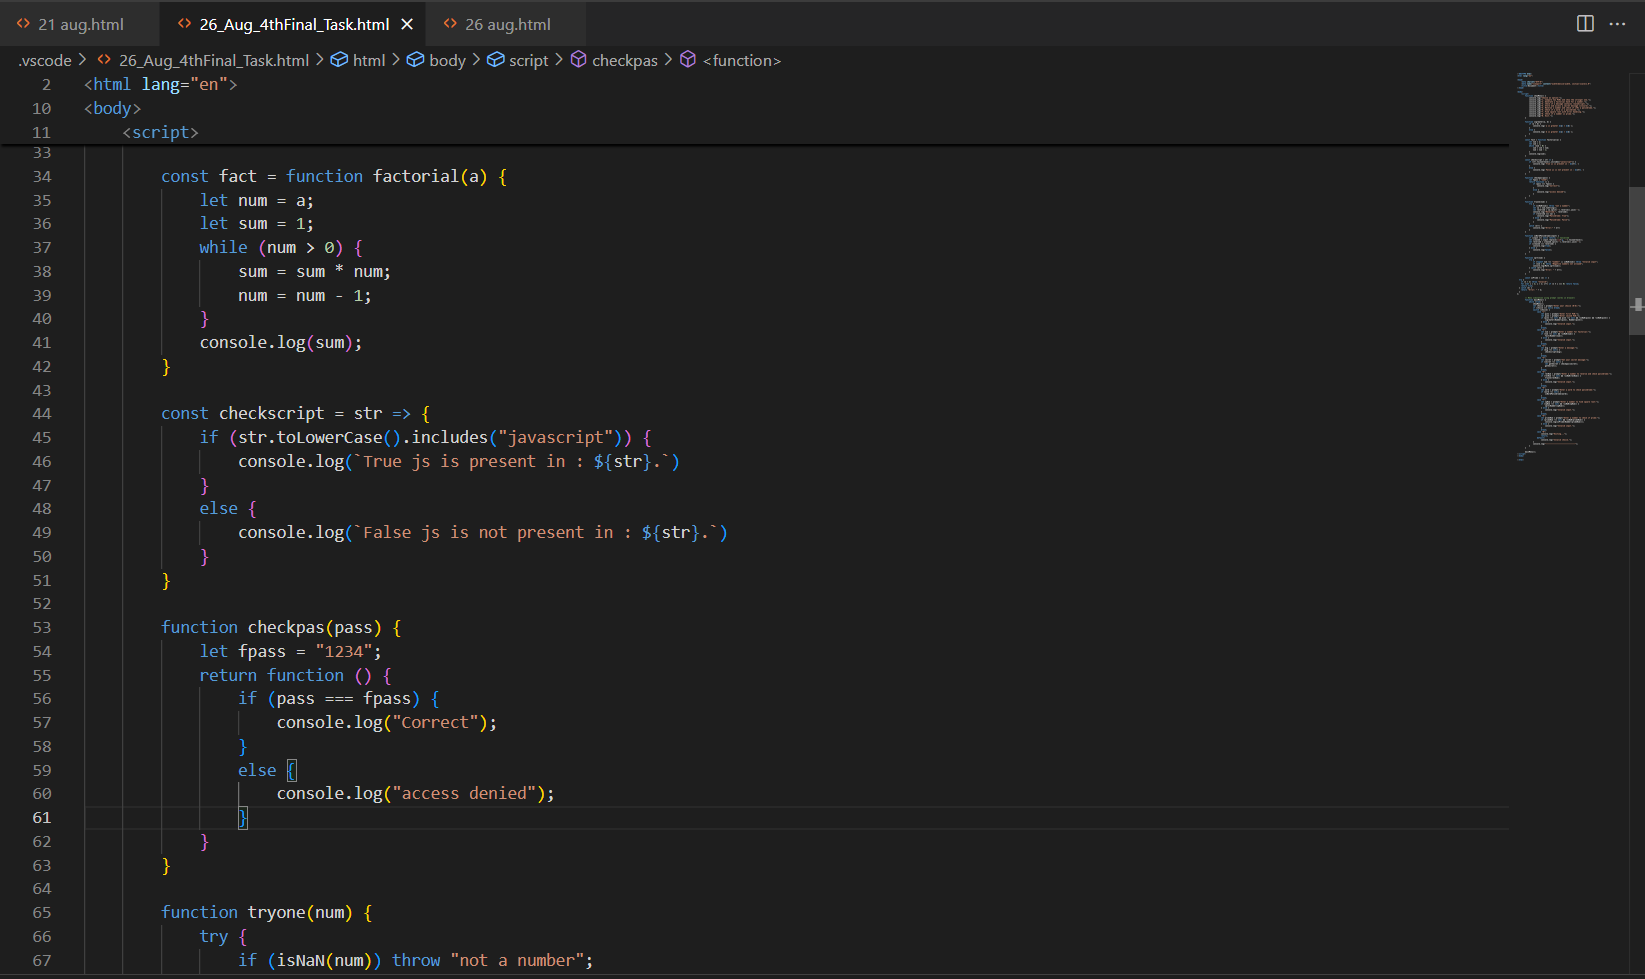 21 aug.html
26_Aug_4thFinal_Task.html
26 aug.html
.vscode > 26_Aug_4thFinal_Task.html > html > body > script > checkpas > <function>
2 <html lang="en">
10 <body>
11 <script>
33
34 const fact = function factorial(a) {
35 let num = a;
36 let sum = 1;
37 while (num > 0) {
38 sum = sum * num;
39 num = num - 1;
40 }
41 console.log(sum);
42 }
43
44 const checkscript = str => {
45 if (str.toLowerCase().includes("javascript")) {
46 console.log(`True js is present in : ${str}.`)
47 }
48 else {
49 console.log(`False js is not present in : ${str}.`)
50 }
51 }
52
53 function checkpas(pass) {
54 let fpass = "1234";
55 return function () {
56 if (pass === fpass) {
57 console.log("Correct");
58 }
59 else {
60 console.log("access denied");
61 }
62 }
63 }
64
65 function tryone(num) {
66 try {
67 if (isNaN(num)) throw "not a number";